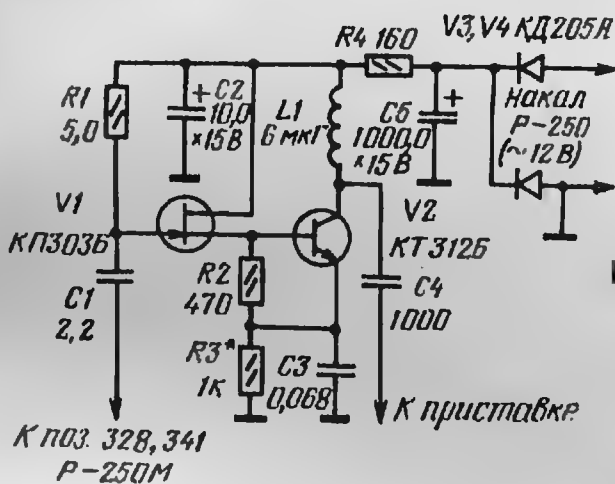 R4 160
V3, V4 КД205Я
R1
5,0
+ C2
10,0
×15В
L1
6 мкГ
+
C6
1000,0
×15В
Накал
Р-250
(~12 В)
V1
КП303Б
V2
КТ312Б
C1
2,2
R2
470
C4
1000
R3*
1к
C3
0,068
К поз. 328, 341
Р-250М
К приставке